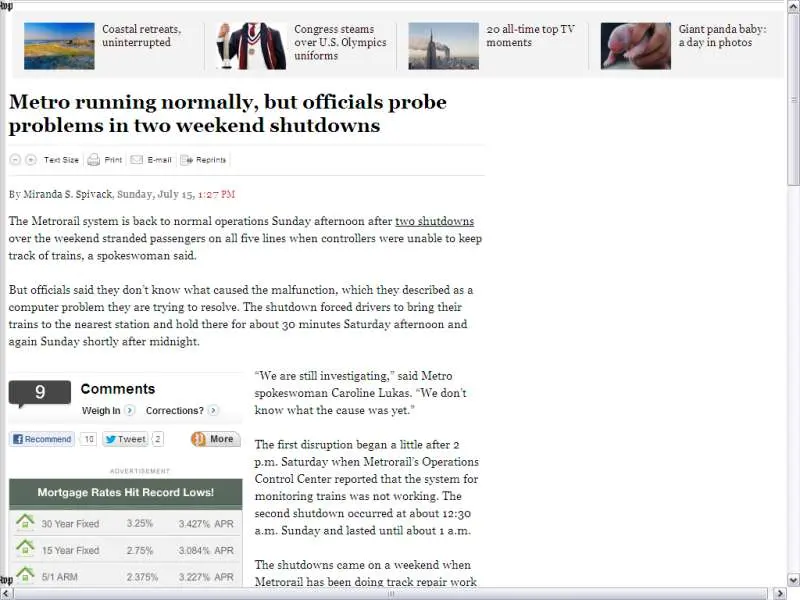 Coastal retreats,
uninterrupted
Congress steams
over U.S. Olympics
uniforms
20 all-time top TV
moments
Giant panda baby:
a day in photos
Metro running normally, but officials probe
problems in two weekend shutdowns
Text Size Print E-mail Reprints
By Miranda S. Spivack, Sunday, July 15, 1:27 PM
The Metrorail system is back to normal operations Sunday afternoon after two shutdowns
over the weekend stranded passengers on all five lines when controllers were unable to keep
track of trains, a spokeswoman said.
But officials said they don't know what caused the malfunction, which they described as a
computer problem they are trying to resolve. The shutdown forced drivers to bring their
trains to the nearest station and hold there for about 30 minutes Saturday afternoon and
again Sunday shortly after midnight.
9 Comments
Weigh In Corrections?
Recommend 10 Tweet 2 More
ADVERTISEMENT
Mortgage Rates Hit Record Lows!
30 Year Fixed 3.25% 3.427% APR
15 Year Fixed 2.75% 3.084% APR
5/1 ARM 2.375% 3.227% APR
“We are still investigating,” said Metro
spokeswoman Caroline Lukas. “We don't
know what the cause was yet.”
The first disruption began a little after 2
p.m. Saturday when Metrorail's Operations
Control Center reported that the system for
monitoring trains was not working. The
second shutdown occurred at about 12:30
a.m. Sunday and lasted until about 1 a.m.
The shutdowns came on a weekend when
Metrorail has been doing track repair work